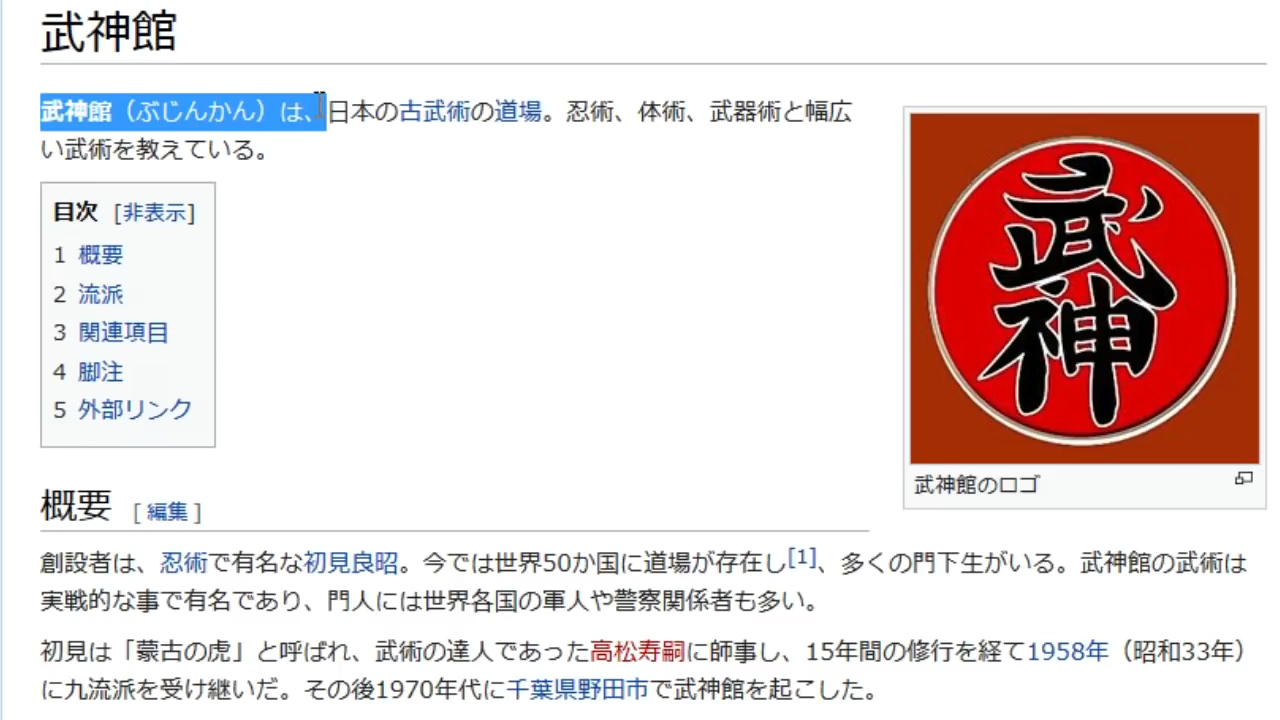 武神館
武神館（ぶじんかん）は、日本の古武術の道場。忍術、体術、武器術と幅広
い武術を教えている。
目次 [非表示]
1 概要
2 流派
3 関連項目
4 脚注
5 外部リンク
武
神
武神館のロゴ
概要 [ 編集 ]
創設者は、忍術で有名な初見良昭。今では世界50か国に道場が存在し[1]、多くの門下生がいる。武神館の武術は
実戦的な事で有名であり、門人には世界各国の軍人や警察関係者も多い。
初見は「蒙古の虎」と呼ばれ、武術の達人であった高松寿嗣に師事し、15年間の修行を経て1958年（昭和33年）
に九流派を受け継いだ。その後1970年代に千葉県野田市で武神館を起こした。